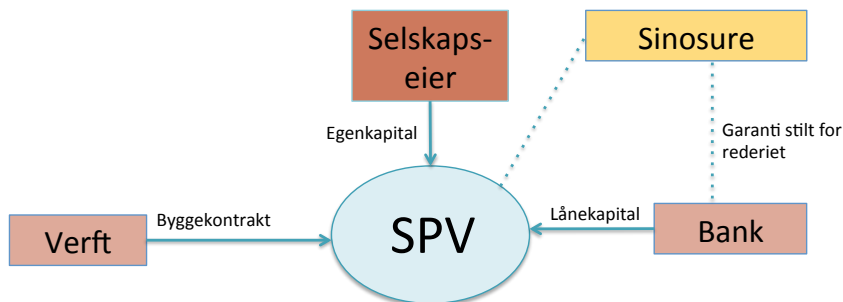 Selskaps-
eier
Sinosure
Egenkapital
Garanti stilt for
rederiet
Verft
Byggekontrakt
SPV
Lånekapital
Bank